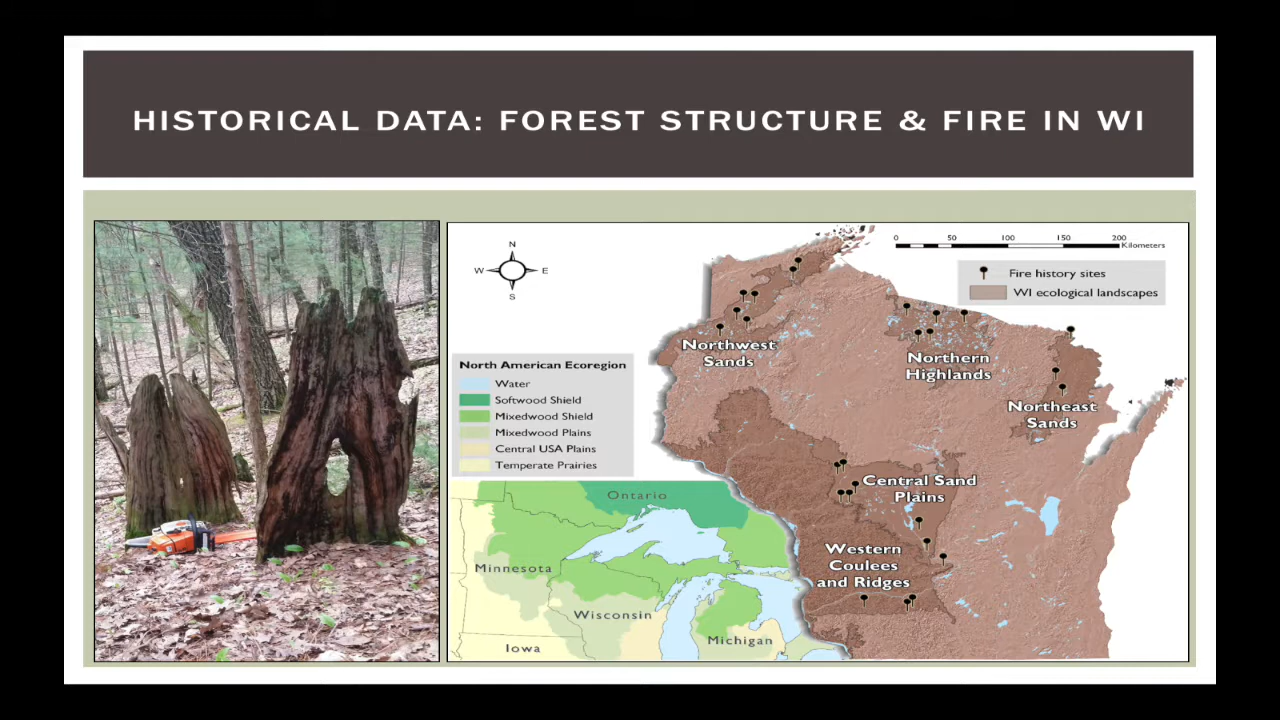 HISTORICAL DATA: FOREST STRUCTURE & FIRE IN WI
N
W E
S
0 50 100 150 200
Kilometers
Fire history sites
WI ecological landscapes
Northwest
Sands
Northern
Highlands
Northeast
Sands
North American Ecoregion
Water
Softwood Shield
Mixedwood Shield
Mixedwood Plains
Central USA Plains
Temperate Prairies
Central Sand
Plains
Western
Coulees
and Ridges
Ontario
Minnesota
Wisconsin
Michigan
Iowa